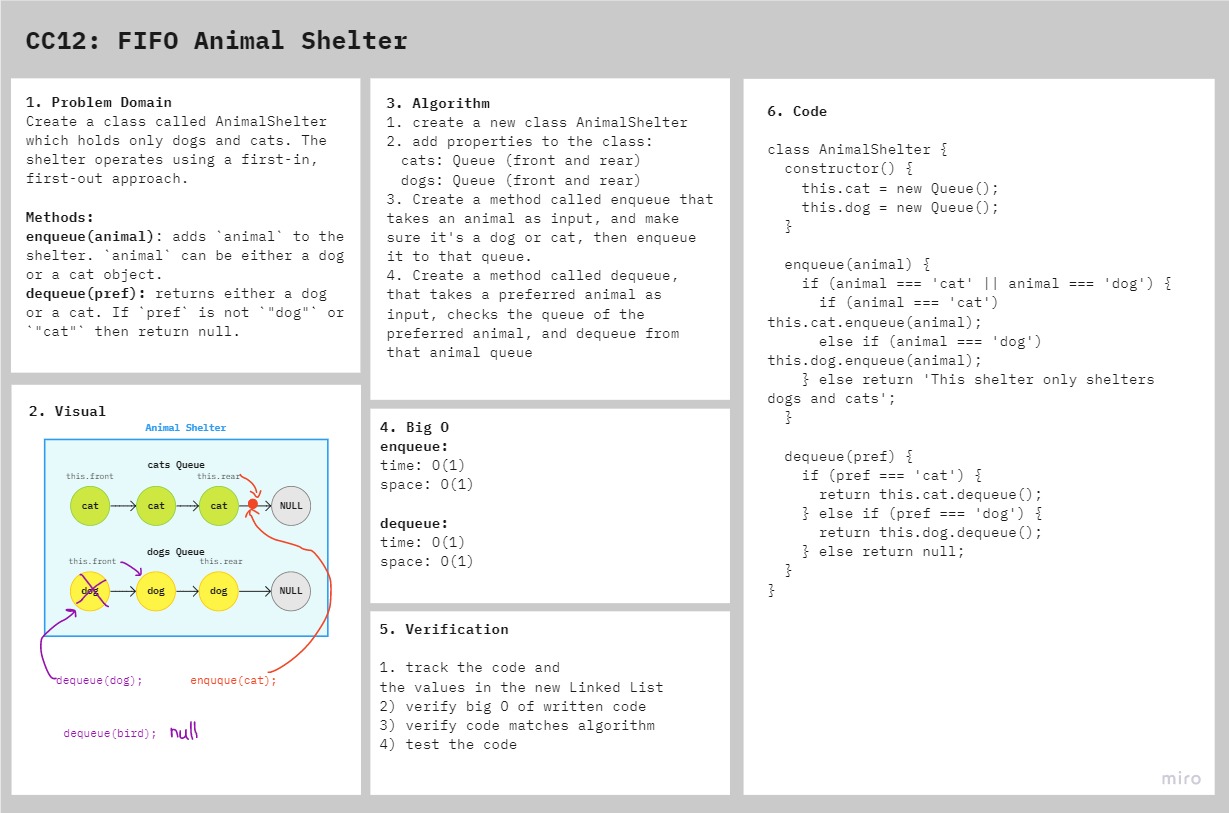 CC12: FIFO Animal Shelter
1. Problem Domain
Create a class called AnimalShelter
which holds only dogs and cats. The
shelter operates using a first-in,
first-out approach.
Methods:
enqueue(animal): adds `animal` to the
shelter. `animal` can be either a dog
or a cat object.
dequeue(pref): returns either a dog
or a cat. If `pref` is not `"dog"` or
`"cat"` then return null.
2. Visual
Animal Shelter
cats Queue
this.front this.rear
cat cat cat NULL
dogs Queue
this.front this.rear
dog dog dog NULL
dequeue(dog); enquque(cat);
dequeue(bird); null
3. Algorithm
1. create a new class AnimalShelter
2. add properties to the class:
cats: Queue (front and rear)
dogs: Queue (front and rear)
3. Create a method called enqueue that
takes an animal as input, and make
sure it's a dog or cat, then enqueue
it to that queue.
4. Create a method called dequeue,
that takes a preferred animal as
input, checks the queue of the
preferred animal, and dequeue from
that animal queue
4. Big O
enqueue:
time: O(1)
space: O(1)
dequeue:
time: O(1)
space: O(1)
5. Verification
1. track the code and
the values in the new Linked List
2) verify big O of written code
3) verify code matches algorithm
4) test the code
6. Code
class AnimalShelter {
constructor() {
this.cat = new Queue();
this.dog = new Queue();
}
enqueue(animal) {
if (animal === 'cat' || animal === 'dog') {
if (animal === 'cat')
this.cat.enqueue(animal);
else if (animal === 'dog')
this.dog.enqueue(animal);
} else return 'This shelter only shelters
dogs and cats';
}
dequeue(pref) {
if (pref === 'cat') {
return this.cat.dequeue();
} else if (pref === 'dog') {
return this.dog.dequeue();
} else return null;
}
}
miro